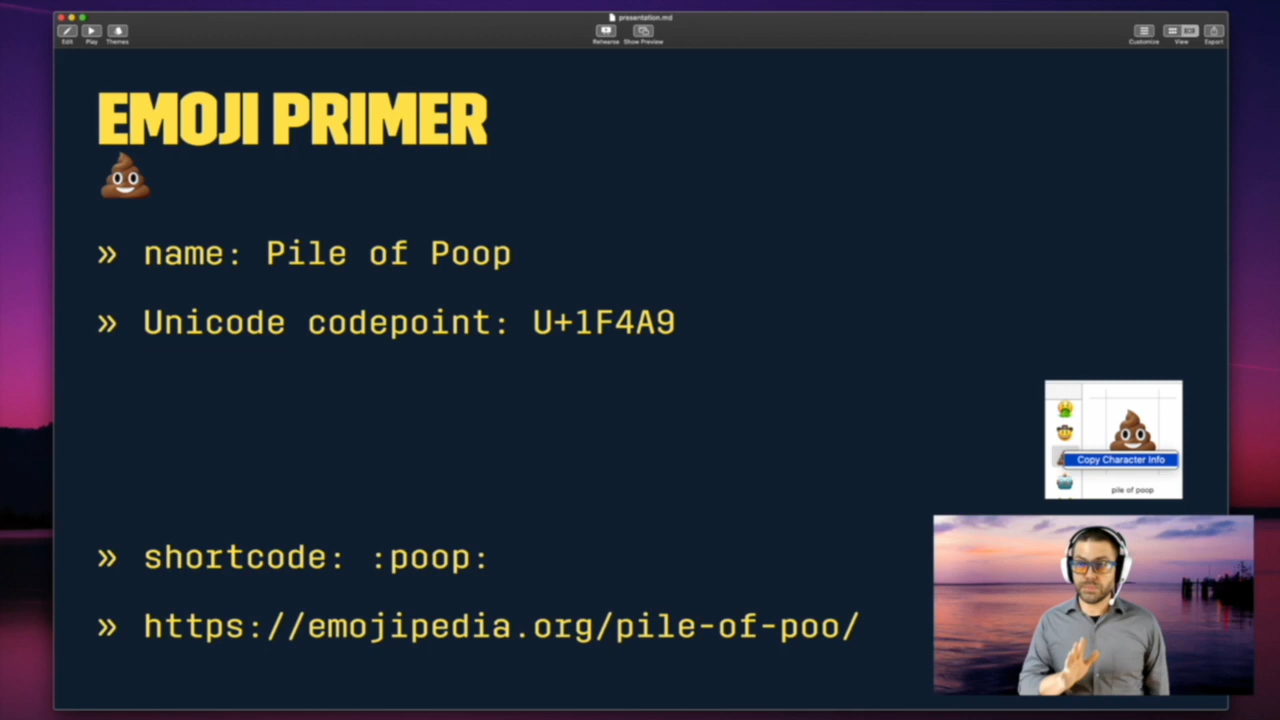 presentation.md
Edit
Play
Themes
Rehearse
Show Preview
Customize
View
Export
EMOJI PRIMER
» name: Pile of Poop
» Unicode codepoint: U+1F4A9
Copy Character Info
pile of poop
» shortcode: :poop:
» https://emojipedia.org/pile-of-poo/